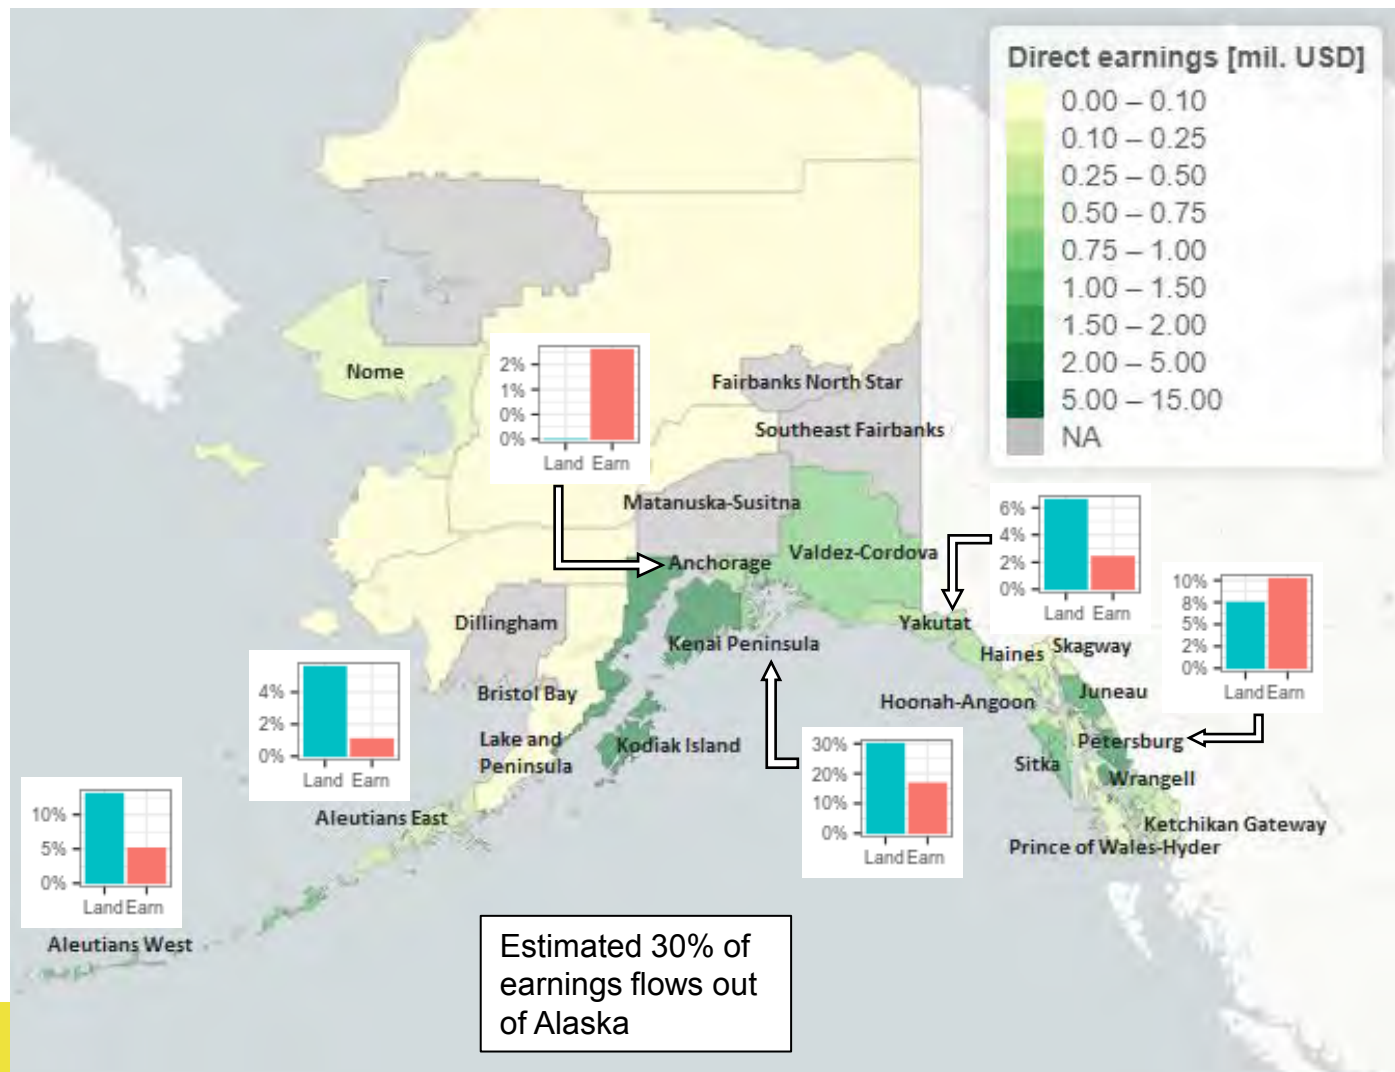 Direct earnings [mil. USD]
0.00 – 0.10
0.10 – 0.25
0.25 – 0.50
0.50 – 0.75
0.75 – 1.00
1.00 – 1.50
1.50 – 2.00
2.00 – 5.00
5.00 – 15.00
NA
Nome
2%
1%
0%
0%
Land Earn
Fairbanks North Star
Southeast Fairbanks
Matanuska-Susitna
Anchorage
Valdez-Cordova
6%
4%
2%
0%
Land Earn
10%
8%
5%
2%
0%
Land Earn
Dillingham
Kenai Peninsula
Yakutat
Haines
Skagway
Juneau
Hoonah-Angoon
4%
2%
0%
Land Earn
Bristol Bay
Lake and
Peninsula
Kodiak Island
30%
20%
10%
0%
Land Earn
Petersburg
Sitka
Wrangell
Ketchikan Gateway
Prince of Wales-Hyder
10%
5%
0%
Land Earn
Aleutians East
Aleutians West
Estimated 30% of
earnings flows out
of Alaska